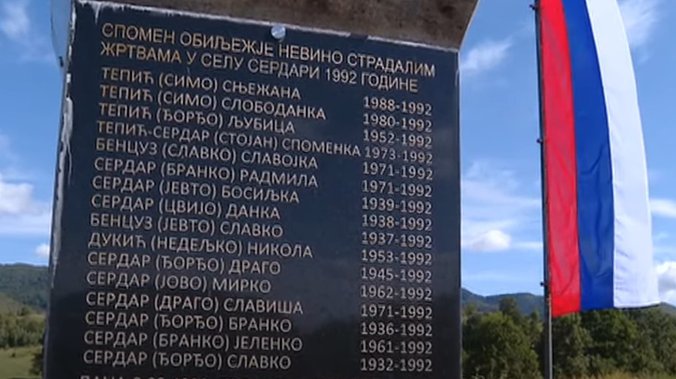 СПОМЕН ОБИЉЕЖЈЕ НЕВИНО СТРАДАЛИМ
ЖРТВАМА У СЕЛУ СЕРДАРИ 1992 ГОДИНЕ
ТЕПИЋ (СИМО) СЊЕЖАНА 1988-1992
ТЕПИЋ (СИМО) СЛОБОДАНКА 1980-1992
ТЕПИЋ (ЂОРЂО) ЉУБИЦА 1952-1992
ТЕПИЋ-СЕРДАР (СТОЈАН) СПОМЕНКА 1973-1992
БЕНЦУЗ (СЛАВКО) СЛАВОЈКА 1971-1992
СЕРДАР (БРАНКО) РАДМИЛА 1971-1992
СЕРДАР (ЈЕВТО) БОСИЉКА 1939-1992
СЕРДАР (ЦВИЈО) ДАНКА 1938-1992
БЕНЦУЗ (ЈЕВТО) СЛАВКО 1937-1992
ДУКИЋ (НЕДЕЉКО) НИКОЛА 1953-1992
СЕРДАР (ЂОРЂО) ДРАГО 1945-1992
СЕРДАР (ЈОВО) МИРКО 1962-1992
СЕРДАР (ДРАГО) СЛАВИША 1971-1992
СЕРДАР (ЂОРЂО) БРАНКО 1936-1992
СЕРДАР (БРАНКО) ЈЕЛЕНКО 1961-1992
СЕРДАР (ЂОРЂО) СЛАВКО 1932-1992